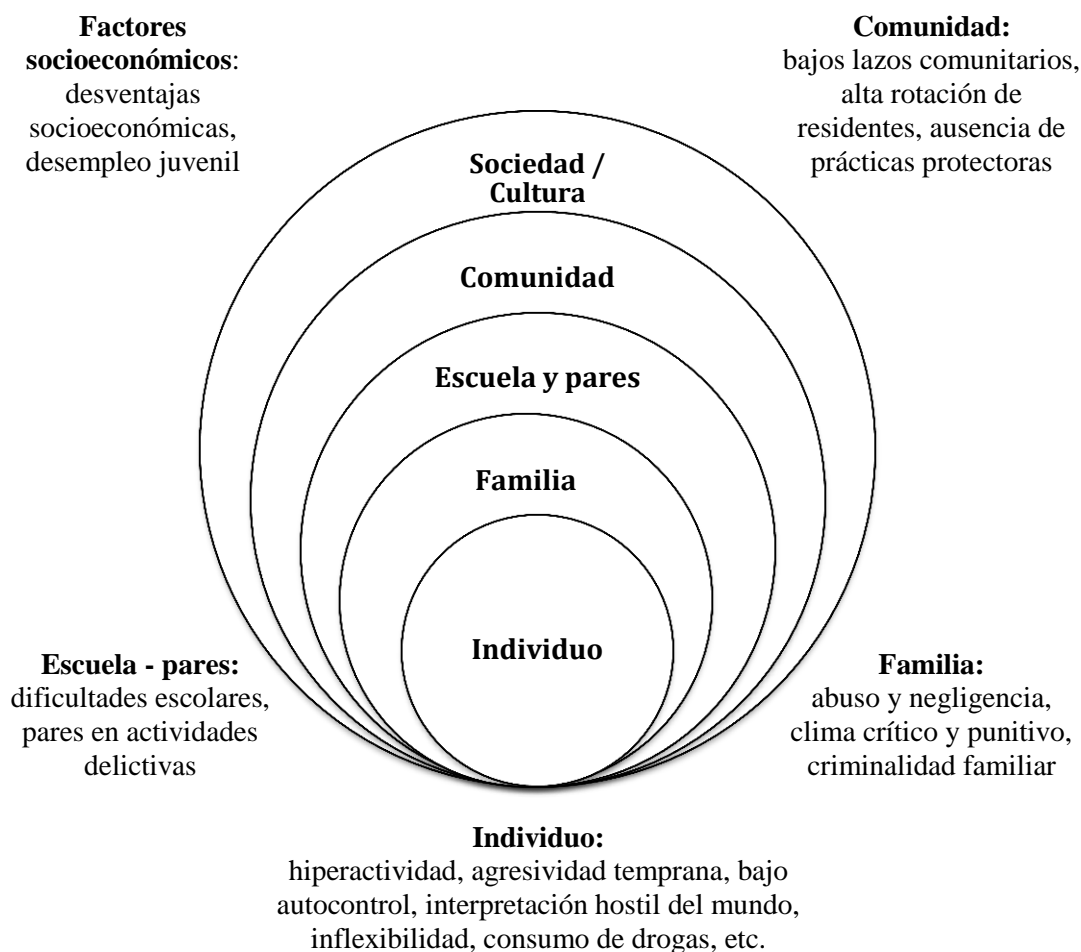 Factores
socioeconómicos:
desventajas
socioeconómicas,
desempleo juvenil
Comunidad:
bajos lazos comunitarios,
alta rotación de
residentes, ausencia de
prácticas protectoras
Sociedad /
Cultura
Comunidad
Escuela y pares
Familia
Individuo
Escuela - pares:
dificultades escolares,
pares en actividades
delictivas
Familia:
abuso y negligencia,
clima crítico y punitivo,
criminalidad familiar
Individuo:
hiperactividad, agresividad temprana, bajo
autocontrol, interpretación hostil del mundo,
inflexibilidad, consumo de drogas, etc.